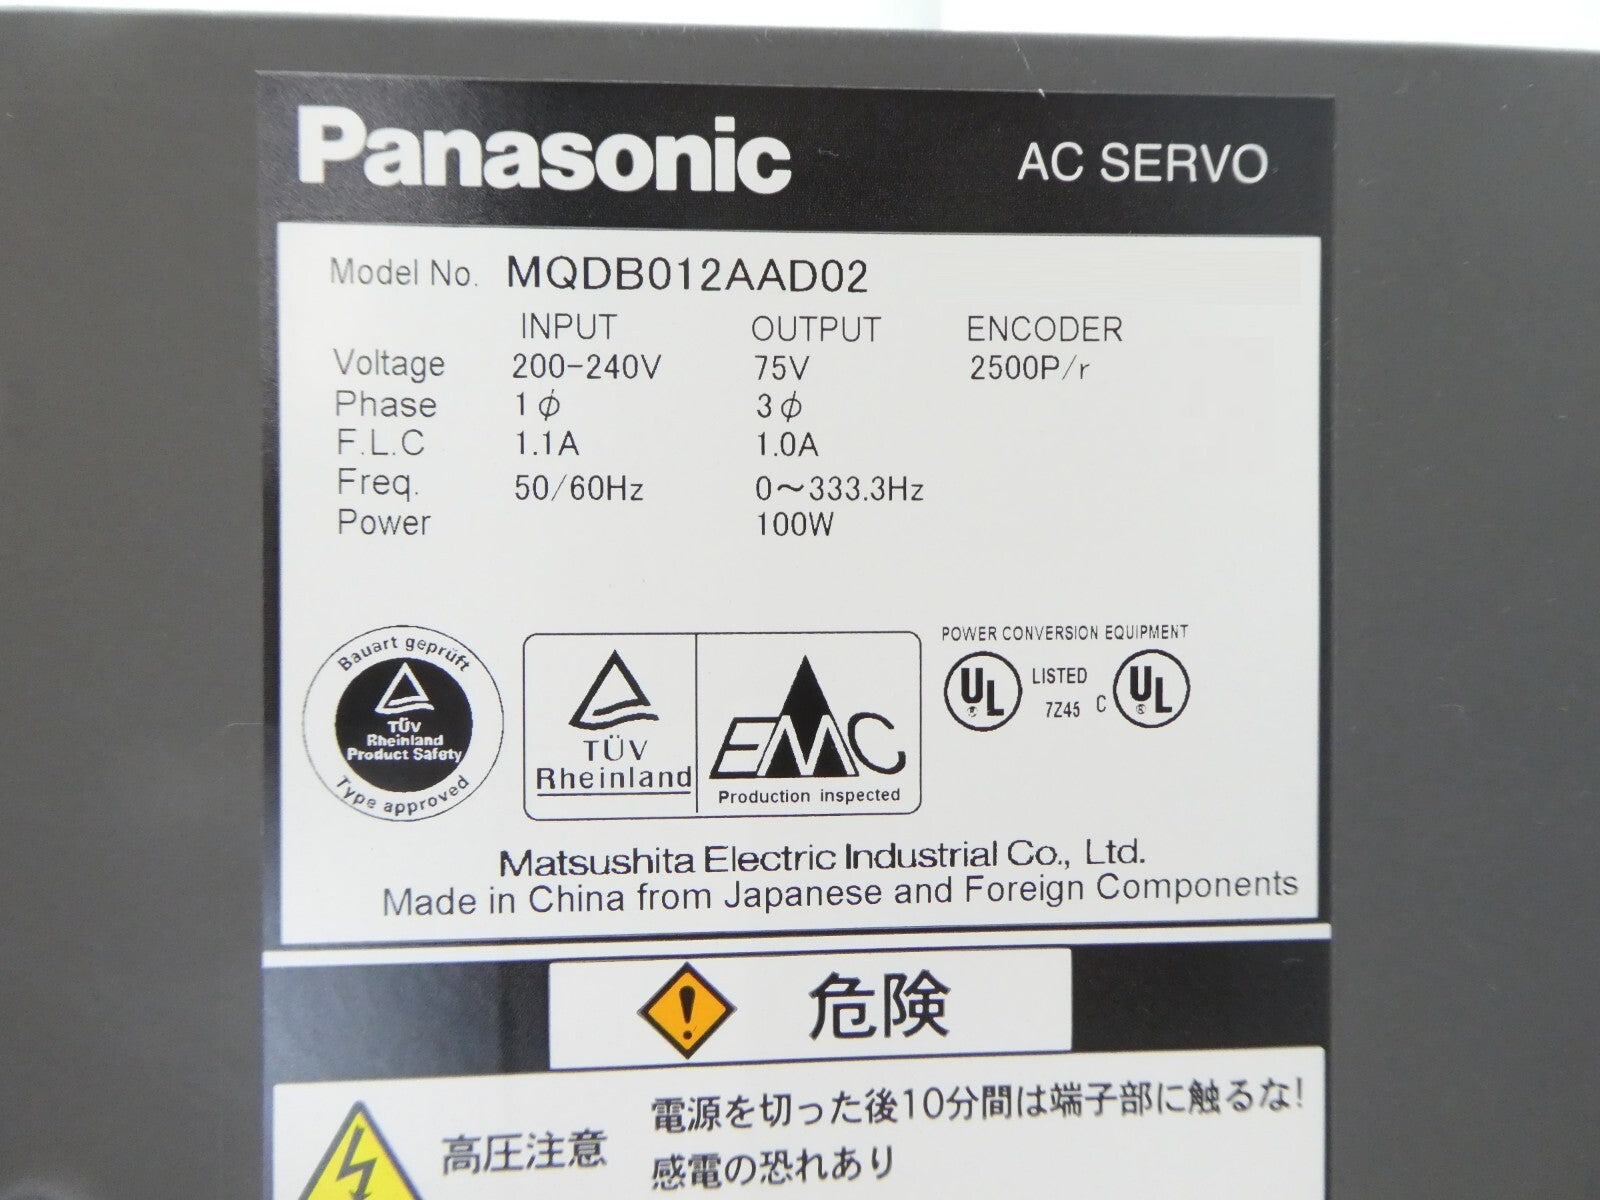 Panasonic AC SERVO
Model No. MQDB012AAD02
INPUT OUTPUT ENCODER
Voltage 200-240V 75V 2500P/r
Phase 1φ 3φ
F.L.C 1.1A 1.0A
Freq. 50/60Hz 0～333.3Hz
Power 100W
Bauart geprüft
TÜV
Rheinland
Product Safety
Type approved
TÜV
Rheinland
EMC
Production inspected
POWER CONVERSION EQUIPMENT
UL LISTED 7Z45 C UL
Matsushita Electric Industrial Co., Ltd.
Made in China from Japanese and Foreign Components
危険
高圧注意
電源を切った後10分間は端子部に触るな!
感電の恐れあり